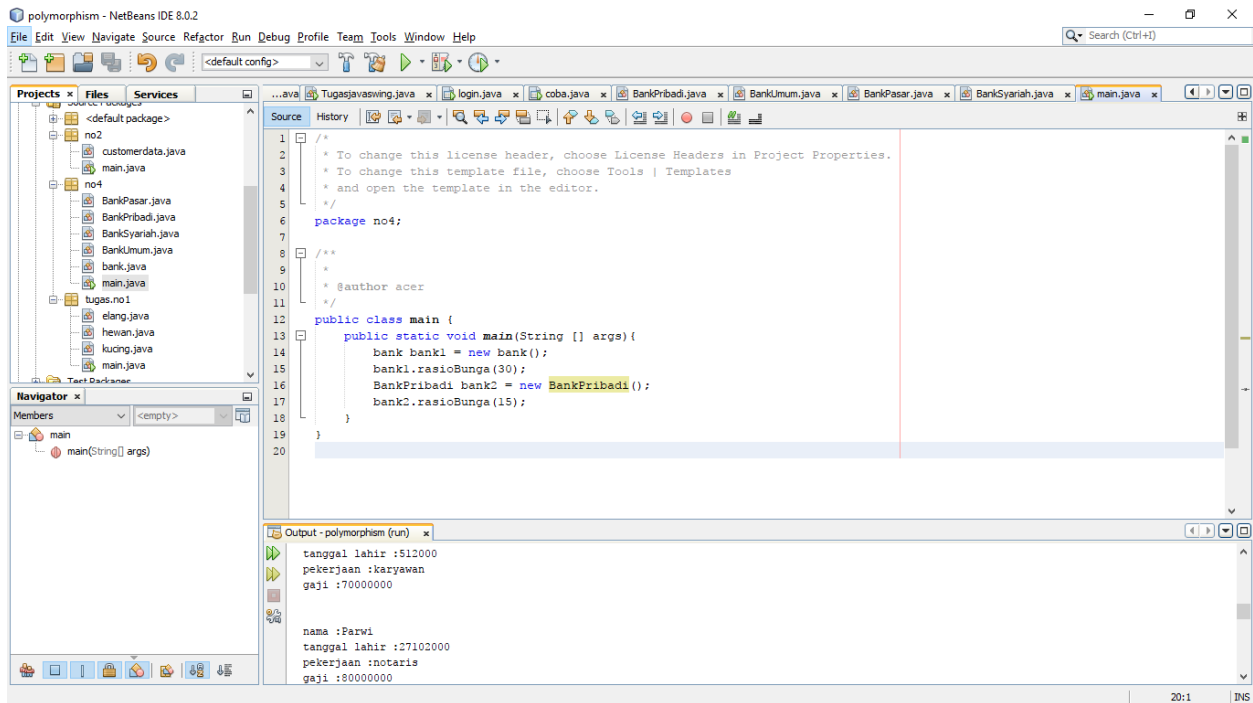 polymorphism - NetBeans IDE 8.0.2
File Edit View Navigate Source Refactor Run Debug Profile Team Tools Window Help
Search (Ctrl+I)
<default config>
Projects Files Services
Source Packages
<default package>
no2
customerdata.java
main.java
no4
BankPasar.java
BankPribadi.java
BankSyariah.java
BankUmum.java
bank.java
main.java
tugas.no1
elang.java
hewan.java
kucing.java
main.java
Test Packages
Navigator
Members <empty>
main
main(String[] args)
...ava Tugasjavaswing.java login.java coba.java BankPribadi.java BankUmum.java BankPasar.java BankSyariah.java main.java
Source History
1 /*
2 * To change this license header, choose License Headers in Project Properties.
3 * To change this template file, choose Tools | Templates
4 * and open the template in the editor.
5 */
6 package no4;
7
8 /**
9 *
10 * @author acer
11 */
12 public class main {
13 public static void main(String [] args){
14 bank bank1 = new bank();
15 bank1.rasioBunga(30);
16 BankPribadi bank2 = new BankPribadi();
17 bank2.rasioBunga(15);
18 }
19 }
20
Output - polymorphism (run)
tanggal lahir :512000
pekerjaan :karyawan
gaji :70000000
nama :Parwi
tanggal lahir :27102000
pekerjaan :notaris
gaji :80000000
20:1 INS